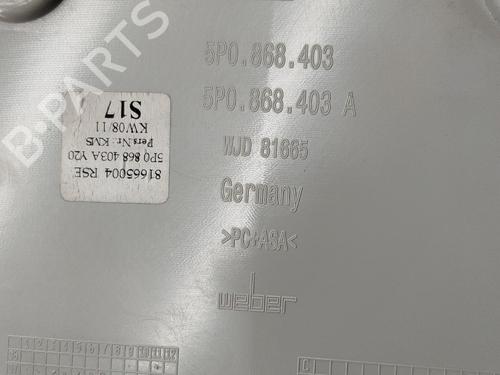 5P0.868.403
5P0.868.403 A
WJD 81665
Germany
>PC+ASA<
weber
81665004 RSE
5P0 868 403A Y20
Pers.Nr.: KMS
KW08/11
S17
B-PARTS